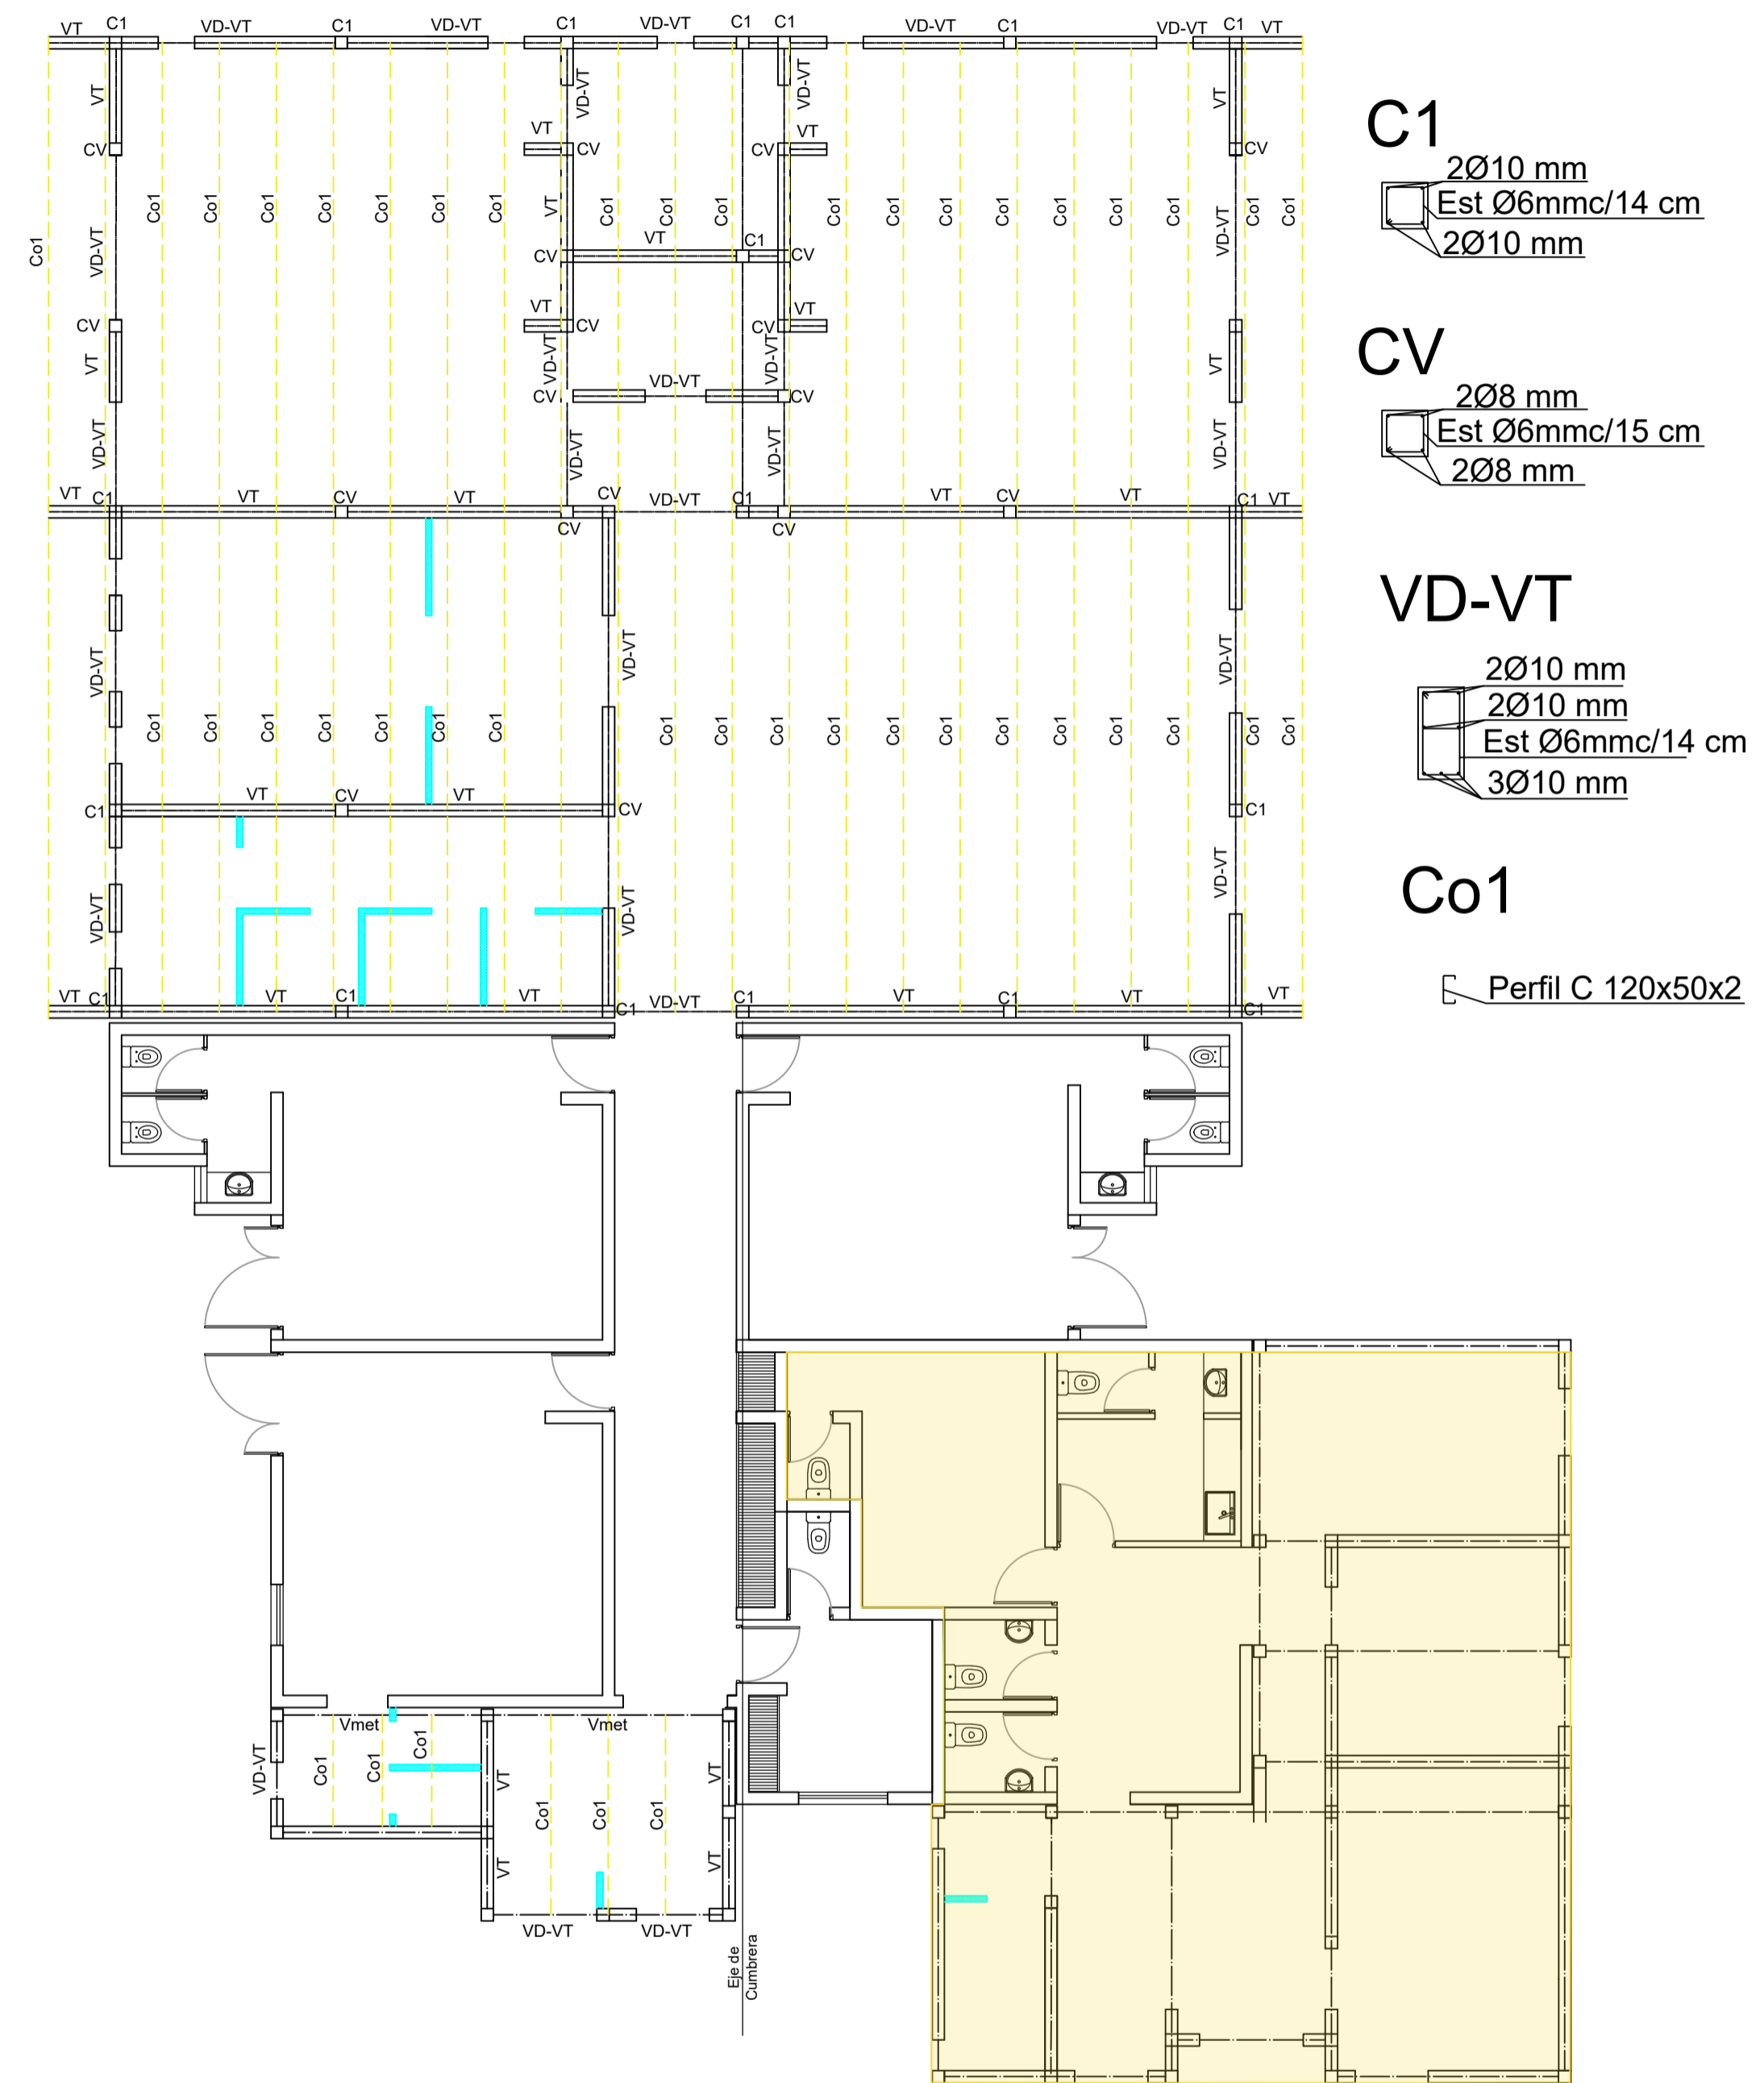 VT C1 VD-VT C1 VD-VT C1 VD-VT C1 C1 VD-VT C1 VD-VT C1 VT
VT VD-VT VD-VT VT
CV VT CV CV VT CV
Co1 Co1 Co1 Co1 Co1 Co1 Co1 VT Co1 Co1 Co1 Co1 Co1 Co1 Co1 Co1 Co1 Co1 Co1 Co1
Co1 VD-VT VD-VT
CV VT C1 CV
CV VT CV CV VT
VT VD-VT VD-VT VT
VD-VT
CV CV
VD-VT VD-VT VD-VT VD-VT
VT C1 VT CV VT CV VD-VT C1 VT CV VT C1 VT
CV CV
VD-VT VD-VT VD-VT
Co1 Co1 Co1 Co1 Co1 Co1 Co1 Co1 Co1 Co1 Co1 Co1 Co1 Co1 Co1 Co1 Co1 Co1 Co1
C1 VT CV VT CV C1
VD-VT VD-VT VD-VT
VT C1 VT C1 VT C1 VD-VT C1 VT C1 VT C1 VT
C1
2Ø10 mm
Est Ø6mmc/14 cm
2Ø10 mm
CV
2Ø8 mm
Est Ø6mmc/15 cm
2Ø8 mm
VD-VT
2Ø10 mm
2Ø10 mm
Est Ø6mmc/14 cm
3Ø10 mm
Co1
Perfil C 120x50x2
Vmet Vmet
VD-VT Co1 Co1 Co1 VT VT
Co1 Co1 Co1
VT VT
VD-VT VD-VT
Eje de
Cumbrera